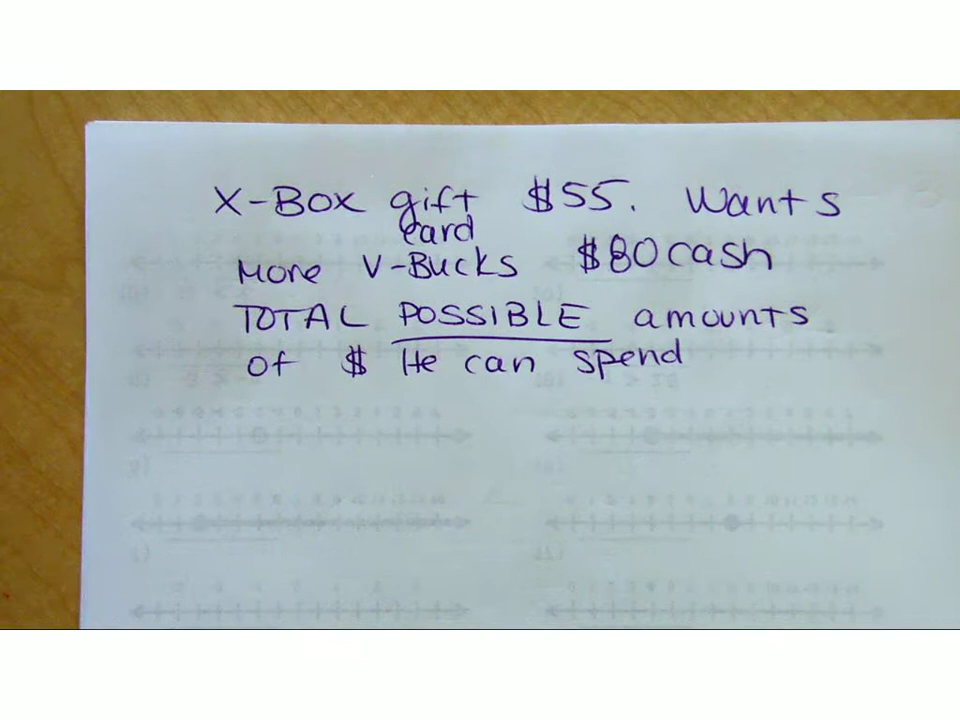 X-BOX gift card $55. Wants
more V-Bucks $80 cash
TOTAL POSSIBLE amounts
of $ He can spend